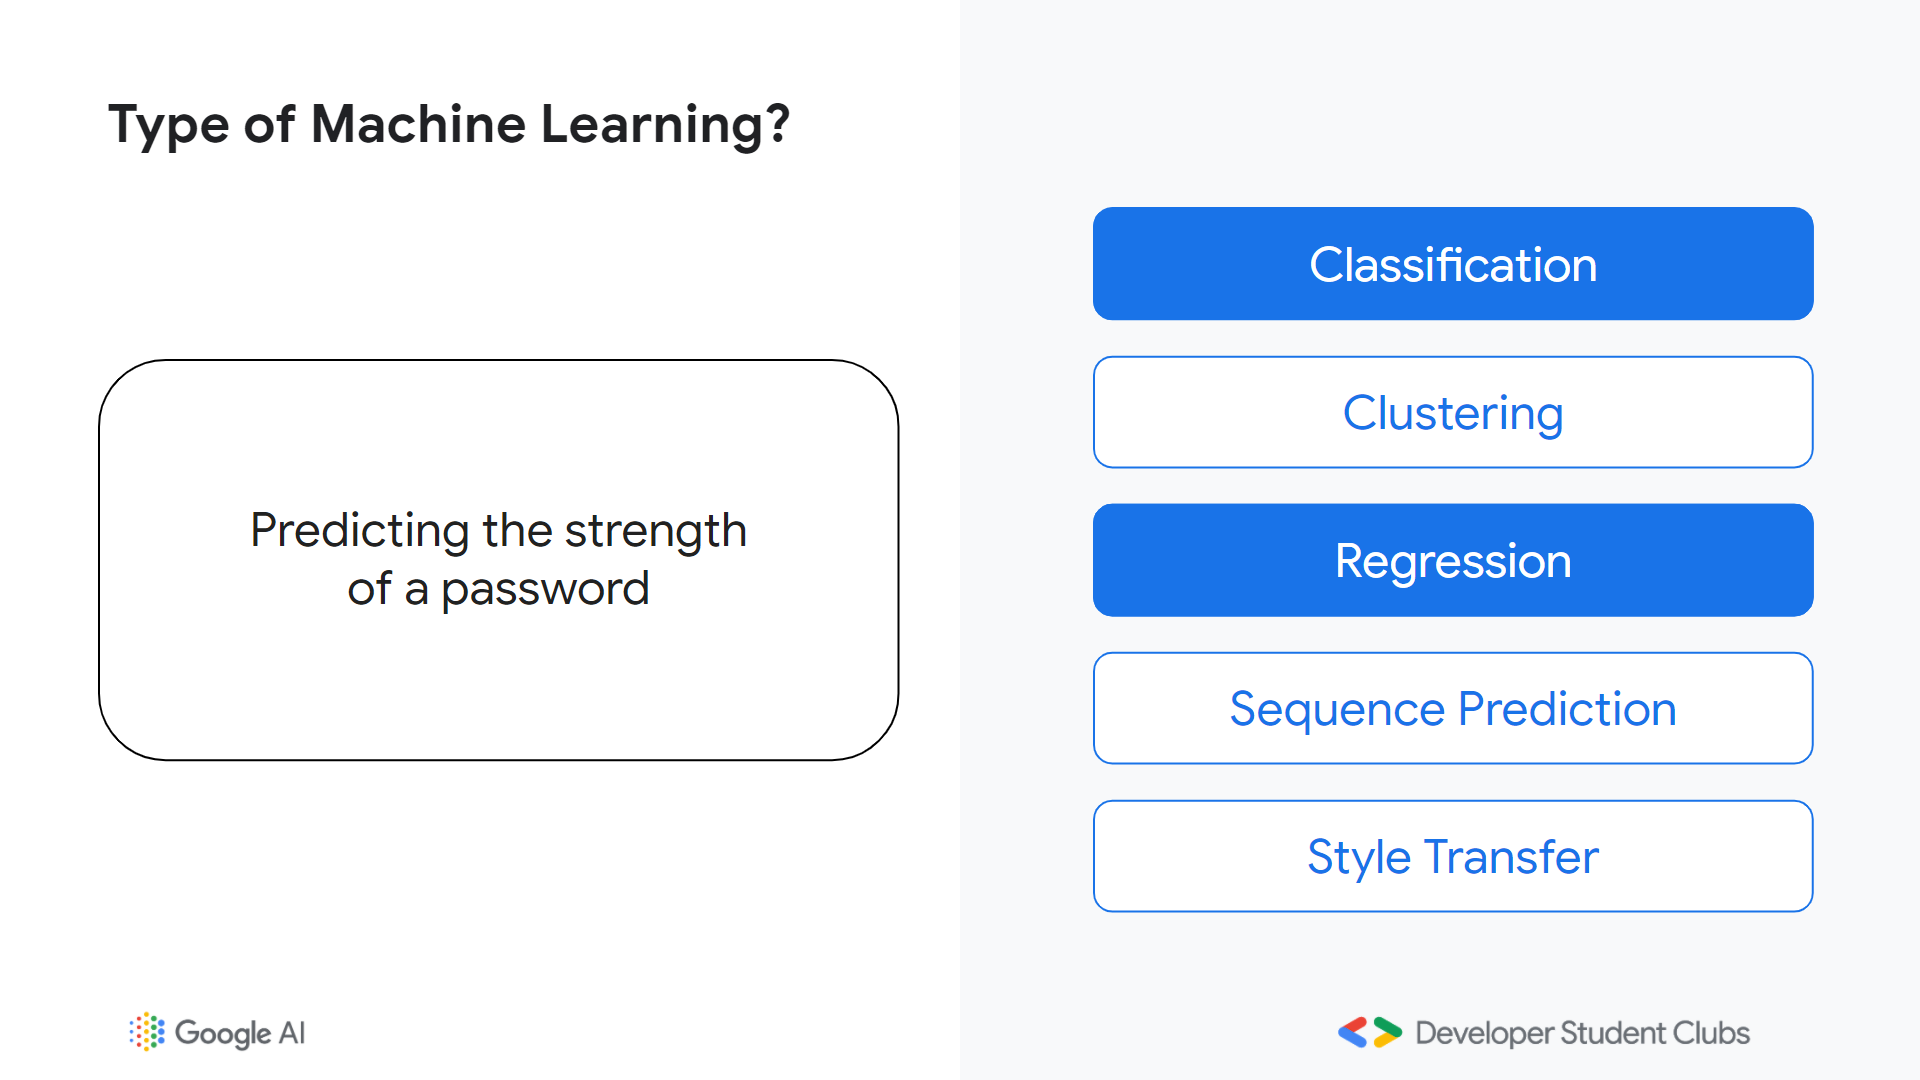 Type of Machine Learning?
Predicting the strength
of a password
Classification
Clustering
Regression
Sequence Prediction
Style Transfer
Google AI
Developer Student Clubs